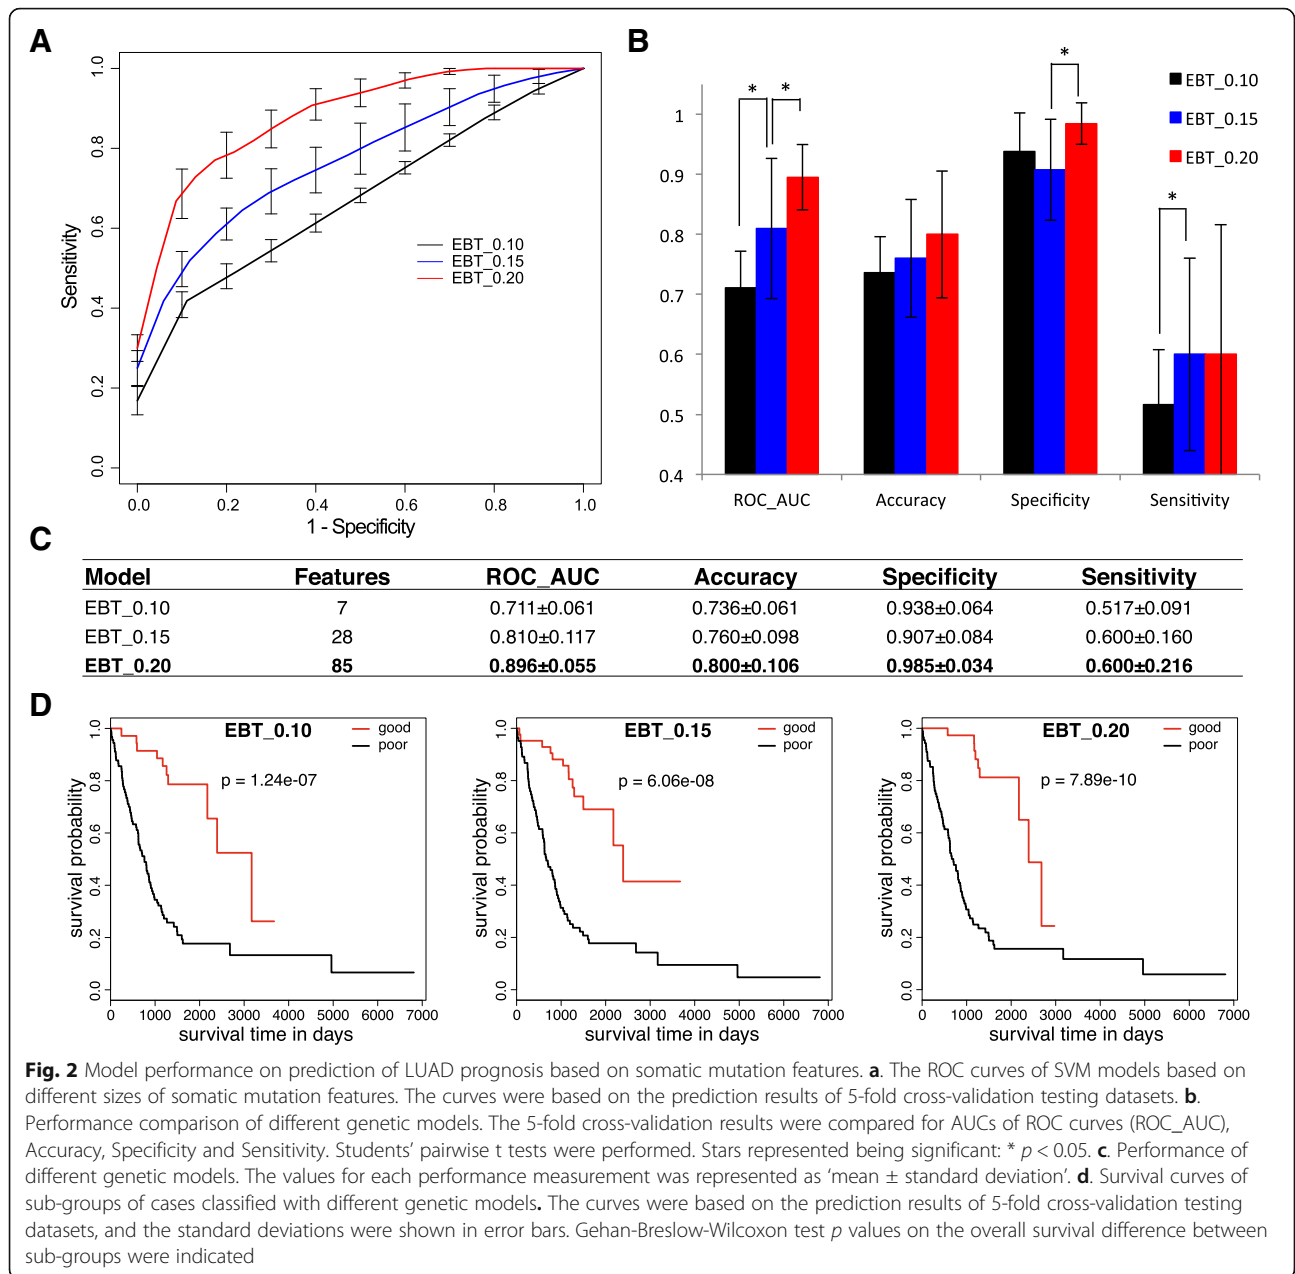 A
1.0
0.8
0.6
0.4
0.2
0.0
Sensitivity
EBT_0.10
EBT_0.15
EBT_0.20
0.0 0.2 0.4 0.6 0.8 1.0
1 - Specificity
B
* * * *
EBT_0.10
EBT_0.15
EBT_0.20
1
0.9
0.8
0.7
0.6
0.5
0.4
ROC_AUC Accuracy Specificity Sensitivity
C
Model Features ROC_AUC Accuracy Specificity Sensitivity
EBT_0.10 7 0.711±0.061 0.736±0.061 0.938±0.064 0.517±0.091
EBT_0.15 28 0.810±0.117 0.760±0.098 0.907±0.084 0.600±0.160
EBT_0.20 85 0.896±0.055 0.800±0.106 0.985±0.034 0.600±0.216
D
EBT_0.10
good
poor
p = 1.24e-07
survival probability
1.0
0.8
0.6
0.4
0.2
0.0
0 1000 2000 3000 4000 5000 6000 7000
survival time in days
EBT_0.15
good
poor
p = 6.06e-08
survival probability
1.0
0.8
0.6
0.4
0.2
0.0
0 1000 2000 3000 4000 5000 6000 7000
survival time in days
EBT_0.20
good
poor
p = 7.89e-10
survival probability
1.0
0.8
0.6
0.4
0.2
0.0
0 1000 2000 3000 4000 5000 6000 7000
survival time in days
Fig. 2 Model performance on prediction of LUAD prognosis based on somatic mutation features. a. The ROC curves of SVM models based on
different sizes of somatic mutation features. The curves were based on the prediction results of 5-fold cross-validation testing datasets. b.
Performance comparison of different genetic models. The 5-fold cross-validation results were compared for AUCs of ROC curves (ROC_AUC),
Accuracy, Specificity and Sensitivity. Students' pairwise t tests were performed. Stars represented being significant: * p < 0.05. c. Performance of
different genetic models. The values for each performance measurement was represented as 'mean ± standard deviation'. d. Survival curves of
sub-groups of cases classified with different genetic models. The curves were based on the prediction results of 5-fold cross-validation testing
datasets, and the standard deviations were shown in error bars. Gehan-Breslow-Wilcoxon test p values on the overall survival difference between
sub-groups were indicated